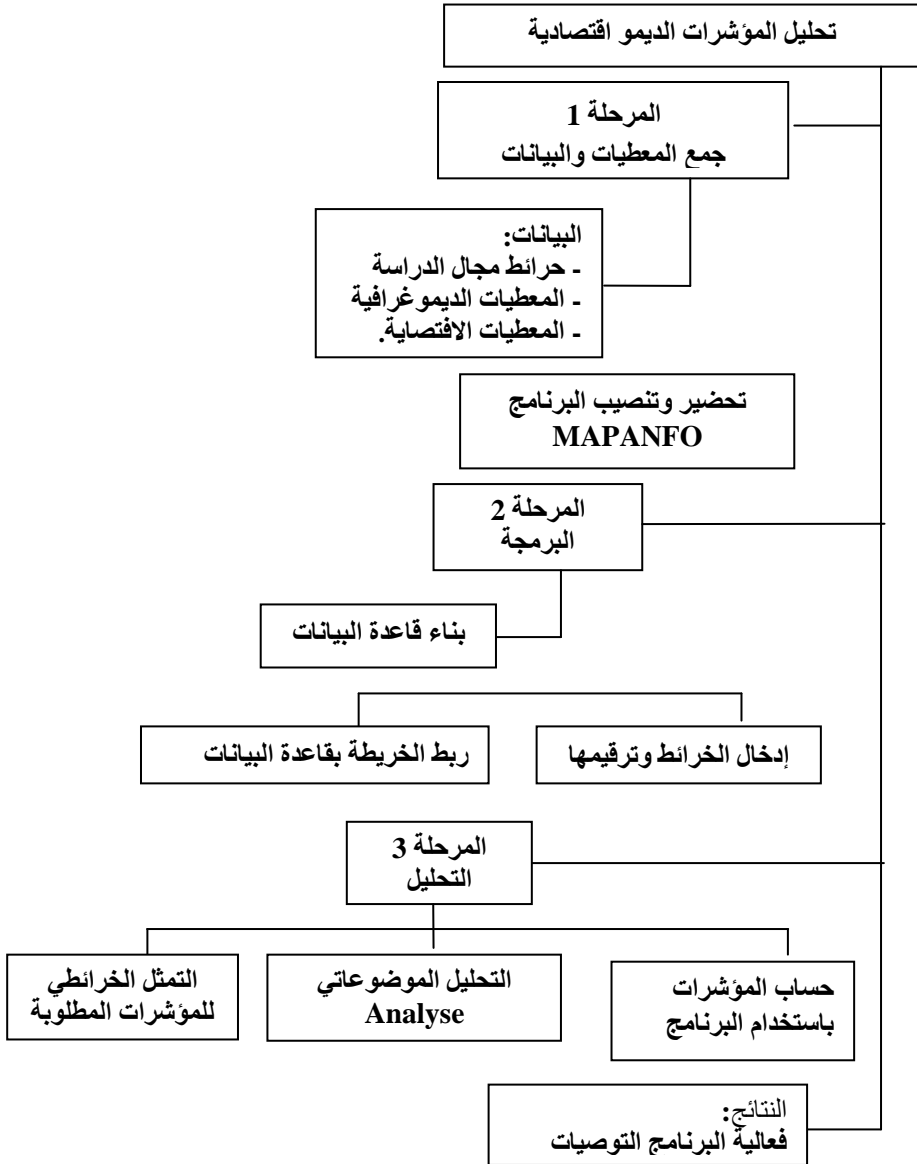 تحليل المؤشرات الديمو اقتصادية
المرحلة 1
جمع المعطيات والبيانات
البيانات:
- حرائط مجال الدراسة
- المعطيات الديموغرافية
- المعطيات الافتصاية.
تحضير وتنصيب البرنامج
MAPANFO
المرحلة 2
البرمجة
بناء قاعدة البيانات
إدخال الخرائط وترقيمها
ربط الخريطة بقاعدة البيانات
المرحلة 3
التحليل
حساب المؤشرات
باستخدام البرنامج
التحليل الموضوعاتي
Analyse
التمثل الخرائطي
للمؤشرات المطلوبة
النتائج:
فعالية البرنامج التوصيات